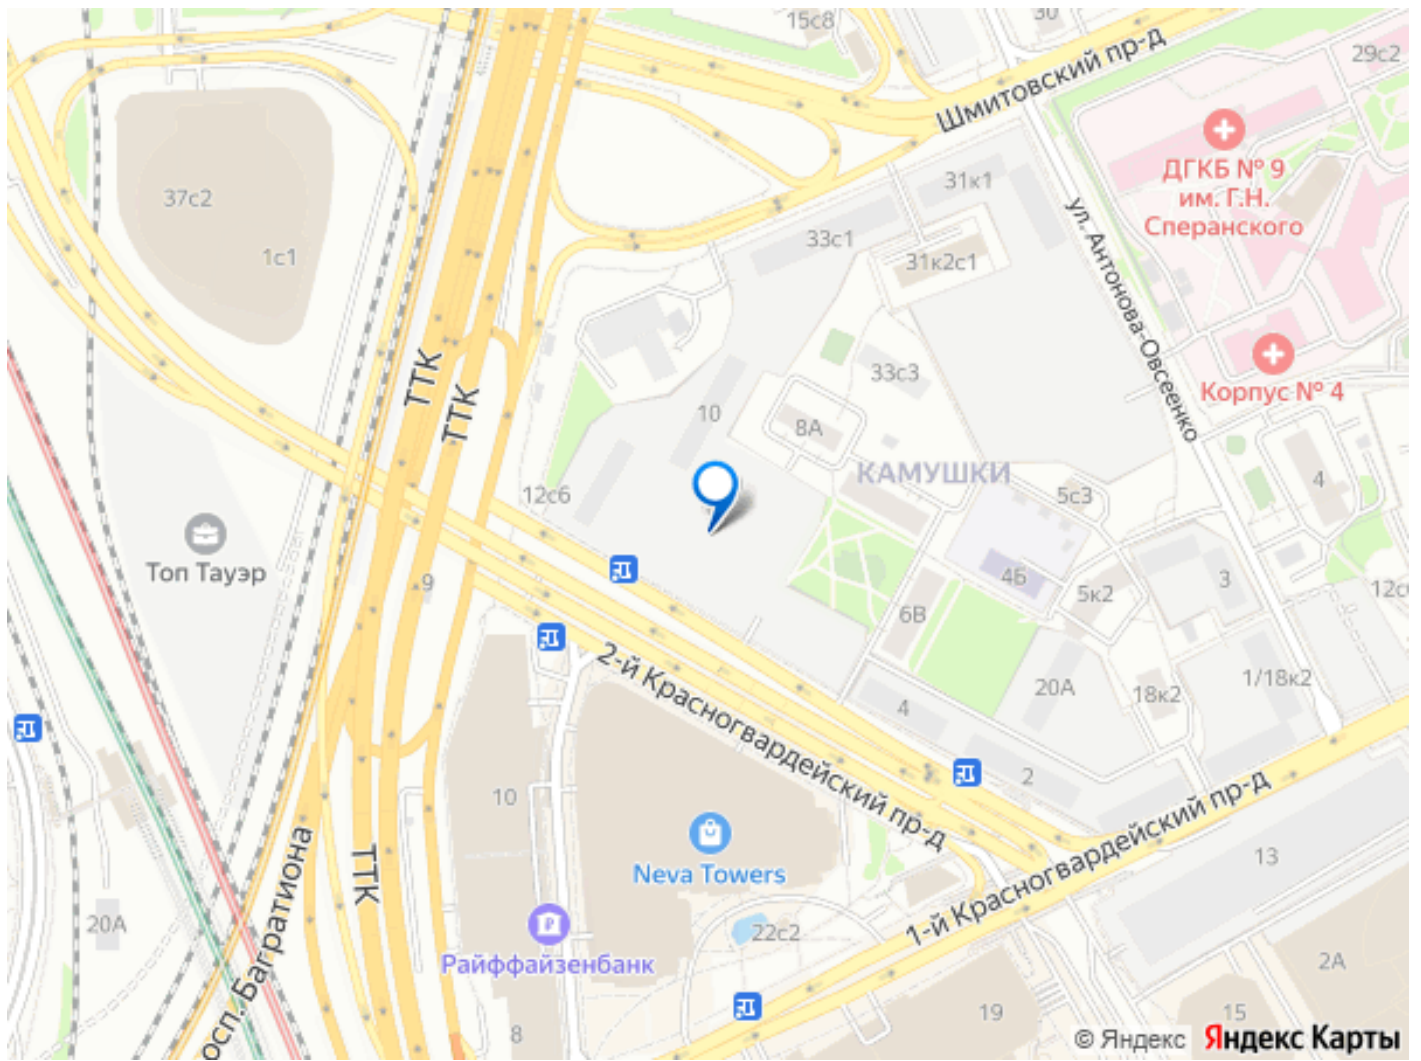 15с8
30
29с2
Шмитовский пр-д
ДГКБ № 9
им. Г.Н.
Сперанского
31к1
37с2
ул. Антонова-Овсеенко
33с1
1с1
31к2с1
ТТК
ТТК
33с3
Корпус № 4
10
8А
КАМУШКИ
4
12с6
5с3
Топ Тауэр
9
4Б
3
5к2
6В
2-й Красногвардейский пр-д
20А
1/18к2
18к2
4
2
10
1-й Красногвардейский пр-д
Neva Towers
13
ТТК
20А
22с2
Райффайзенбанк
2А
8
19
15
© Яндекс Яндекс Карты